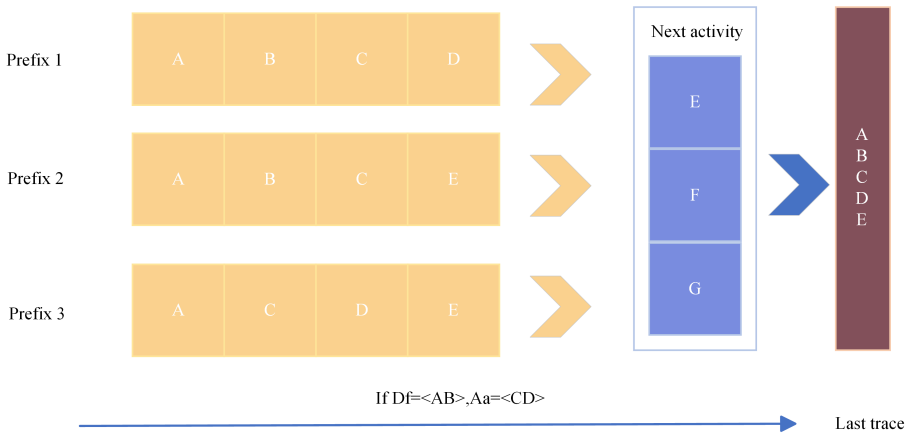 Prefix 1
A B C D
Next activity
E
Prefix 2
A B C E
F
Prefix 3
A C D E
G
A
B
C
D
E
If Df=<AB>,Aa=<CD>
Last trace